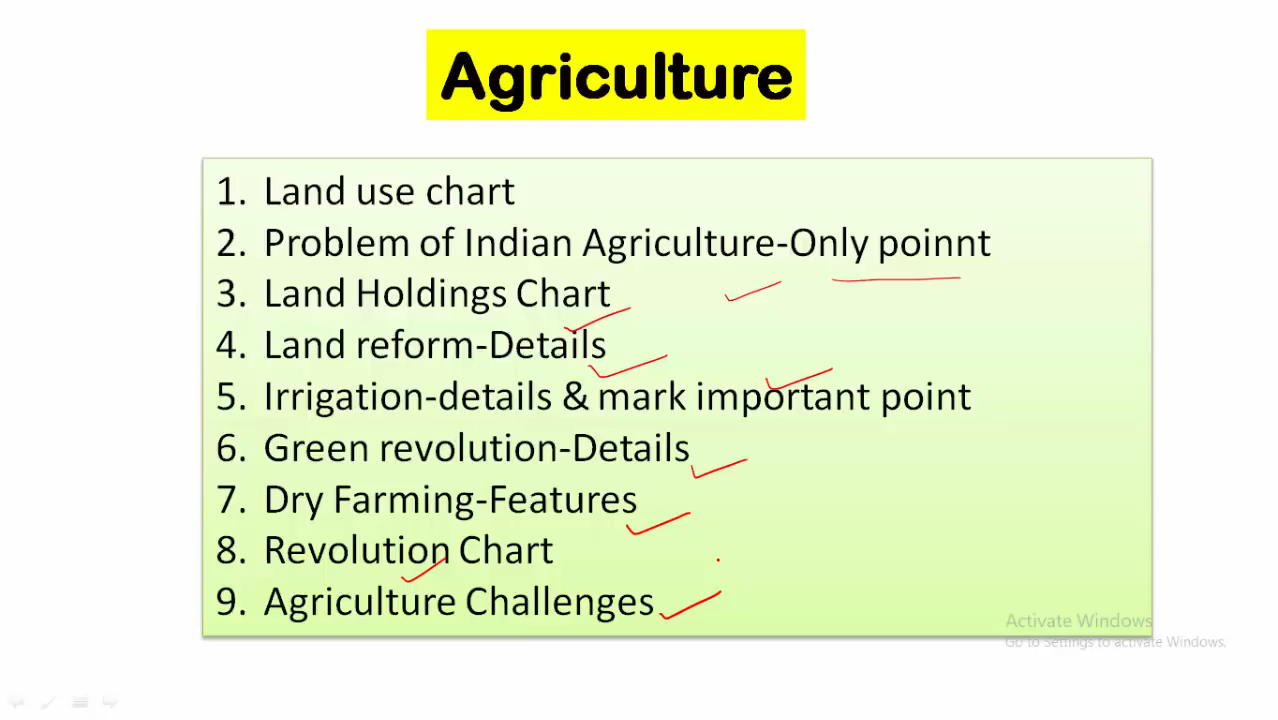 Agriculture
1. Land use chart
2. Problem of Indian Agriculture-Only poinnt
3. Land Holdings Chart
4. Land reform-Details
5. Irrigation-details & mark important point
6. Green revolution-Details
7. Dry Farming-Features
8. Revolution Chart
9. Agriculture Challenges
Activate Windows
Go to Settings to activate Windows.